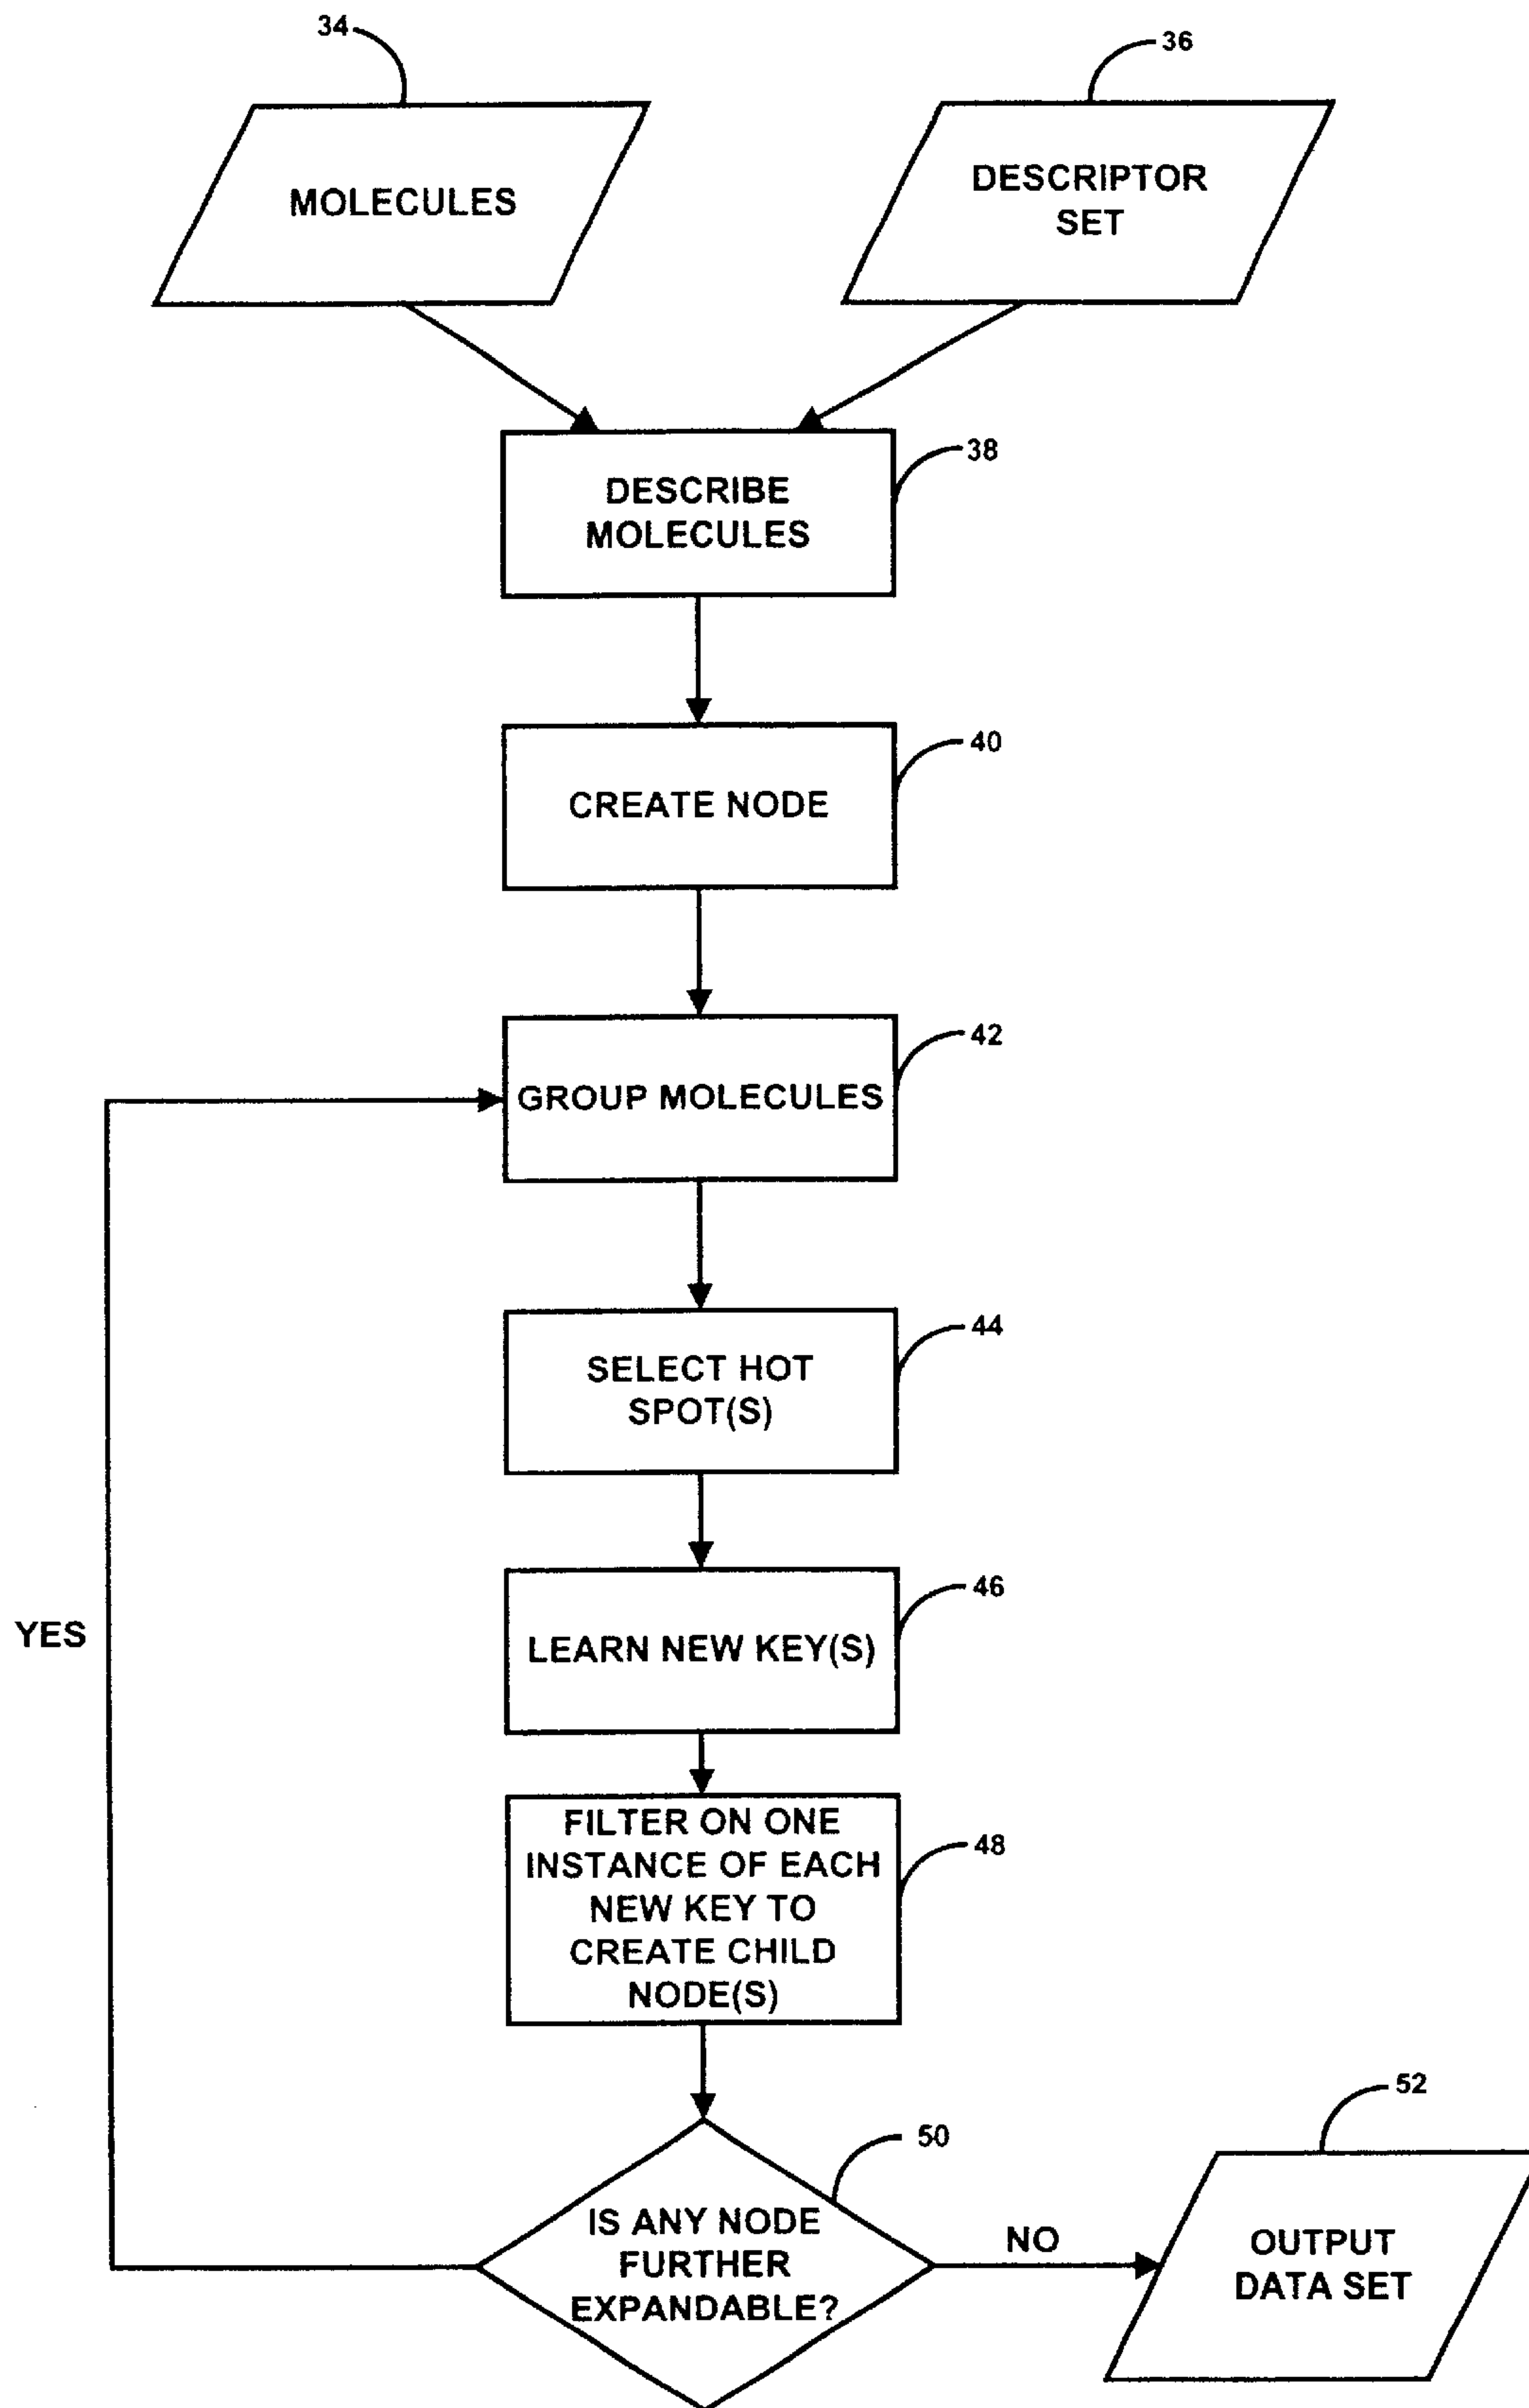 34
36
MOLECULES
DESCRIPTOR
SET
38
DESCRIBE
MOLECULES
40
CREATE NODE
42
GROUP MOLECULES
44
SELECT HOT
SPOT(S)
46
LEARN NEW KEY(S)
YES
48
FILTER ON ONE
INSTANCE OF EACH
NEW KEY TO
CREATE CHILD
NODE(S)
52
50
IS ANY NODE
FURTHER
EXPANDABLE?
NO
OUTPUT
DATA SET